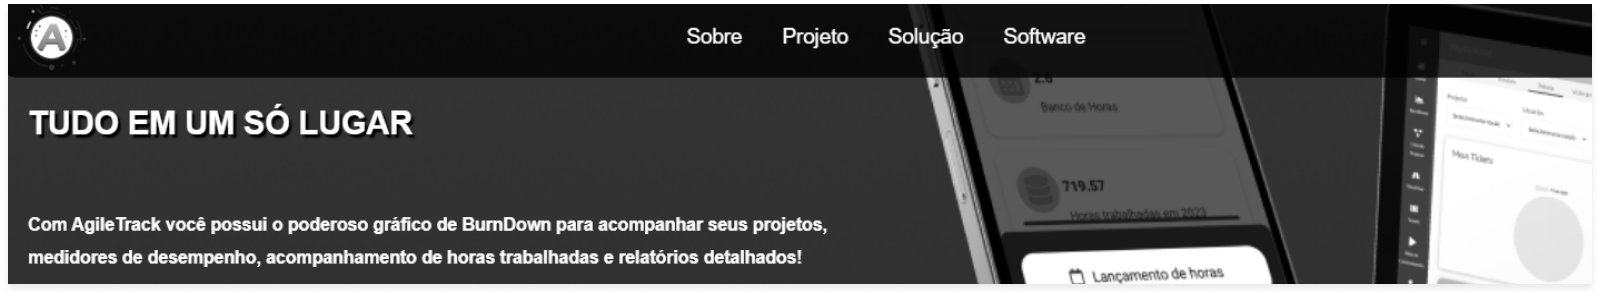 A
Sobre Projeto Solução Software
TUDO EM UM SÓ LUGAR
Com AgileTrack você possui o poderoso gráfico de BurnDown para acompanhar seus projetos,
medidores de desempenho, acompanhamento de horas trabalhadas e relatórios detalhados!
2.6
Banco de Horas
719.57
Horas trabalhadas em 2023
Lançamento de horas
Meus Tickets